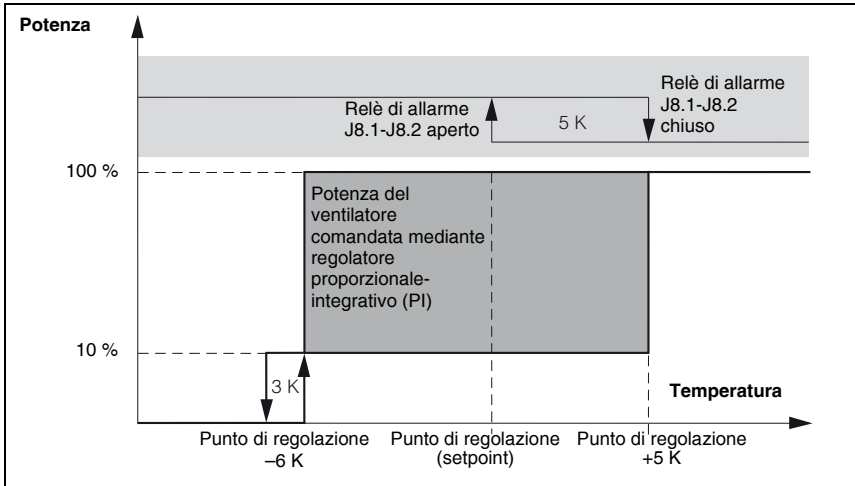 Potenza
Relè di allarme
J8.1-J8.2 aperto
5 K
Relè di allarme
J8.1-J8.2
chiuso
100 %
Potenza del
ventilatore
comandata mediante
regolatore
proporzionale-
integrativo (PI)
10 %
3 K
Temperatura
Punto di regolazione
–6 K
Punto di regolazione
(setpoint)
Punto di regolazione
+5 K